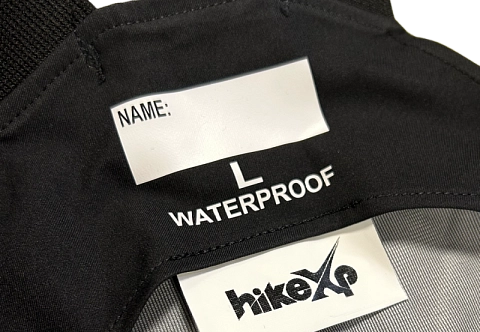 NAME:
L
WATERPROOF
hikeXp